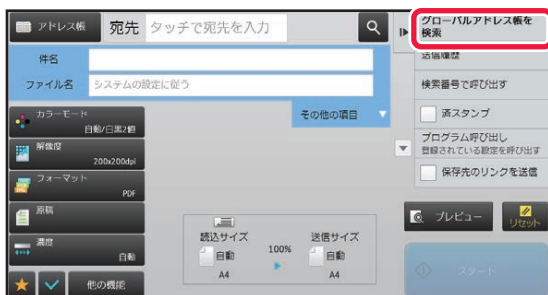 アドレス帳
宛先 タッチで宛先を入力
件名
ファイル名 システムの設定に従う
カラーモード
自動/白黒2値
解像度
200x200dpi
フォーマット
PDF
原稿
濃度
自動
他の機能
その他の項目
読込サイズ
自動
A4
100%
送信サイズ
自動
A4
グローバルアドレス帳を
検索
送信履歴
検索番号で呼び出す
済スタンプ
プログラム呼び出し
登録されている設定を呼び出す
保存先のリンクを送信
プレビュー
リセット
スタート